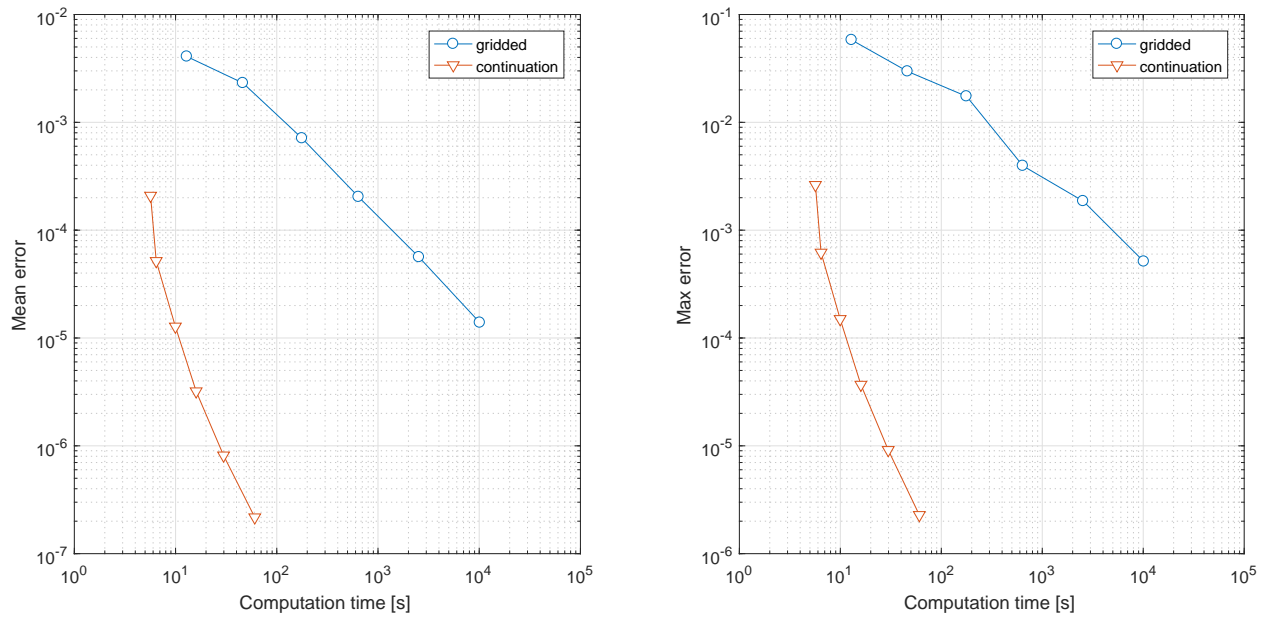 10^-2
10^-3
10^-4
10^-5
10^-6
10^-7
Mean error
10^0 10^1 10^2 10^3 10^4 10^5
Computation time [s]
gridded
continuation
10^-1
10^-2
10^-3
10^-4
10^-5
10^-6
Max error
10^0 10^1 10^2 10^3 10^4 10^5
Computation time [s]
gridded
continuation